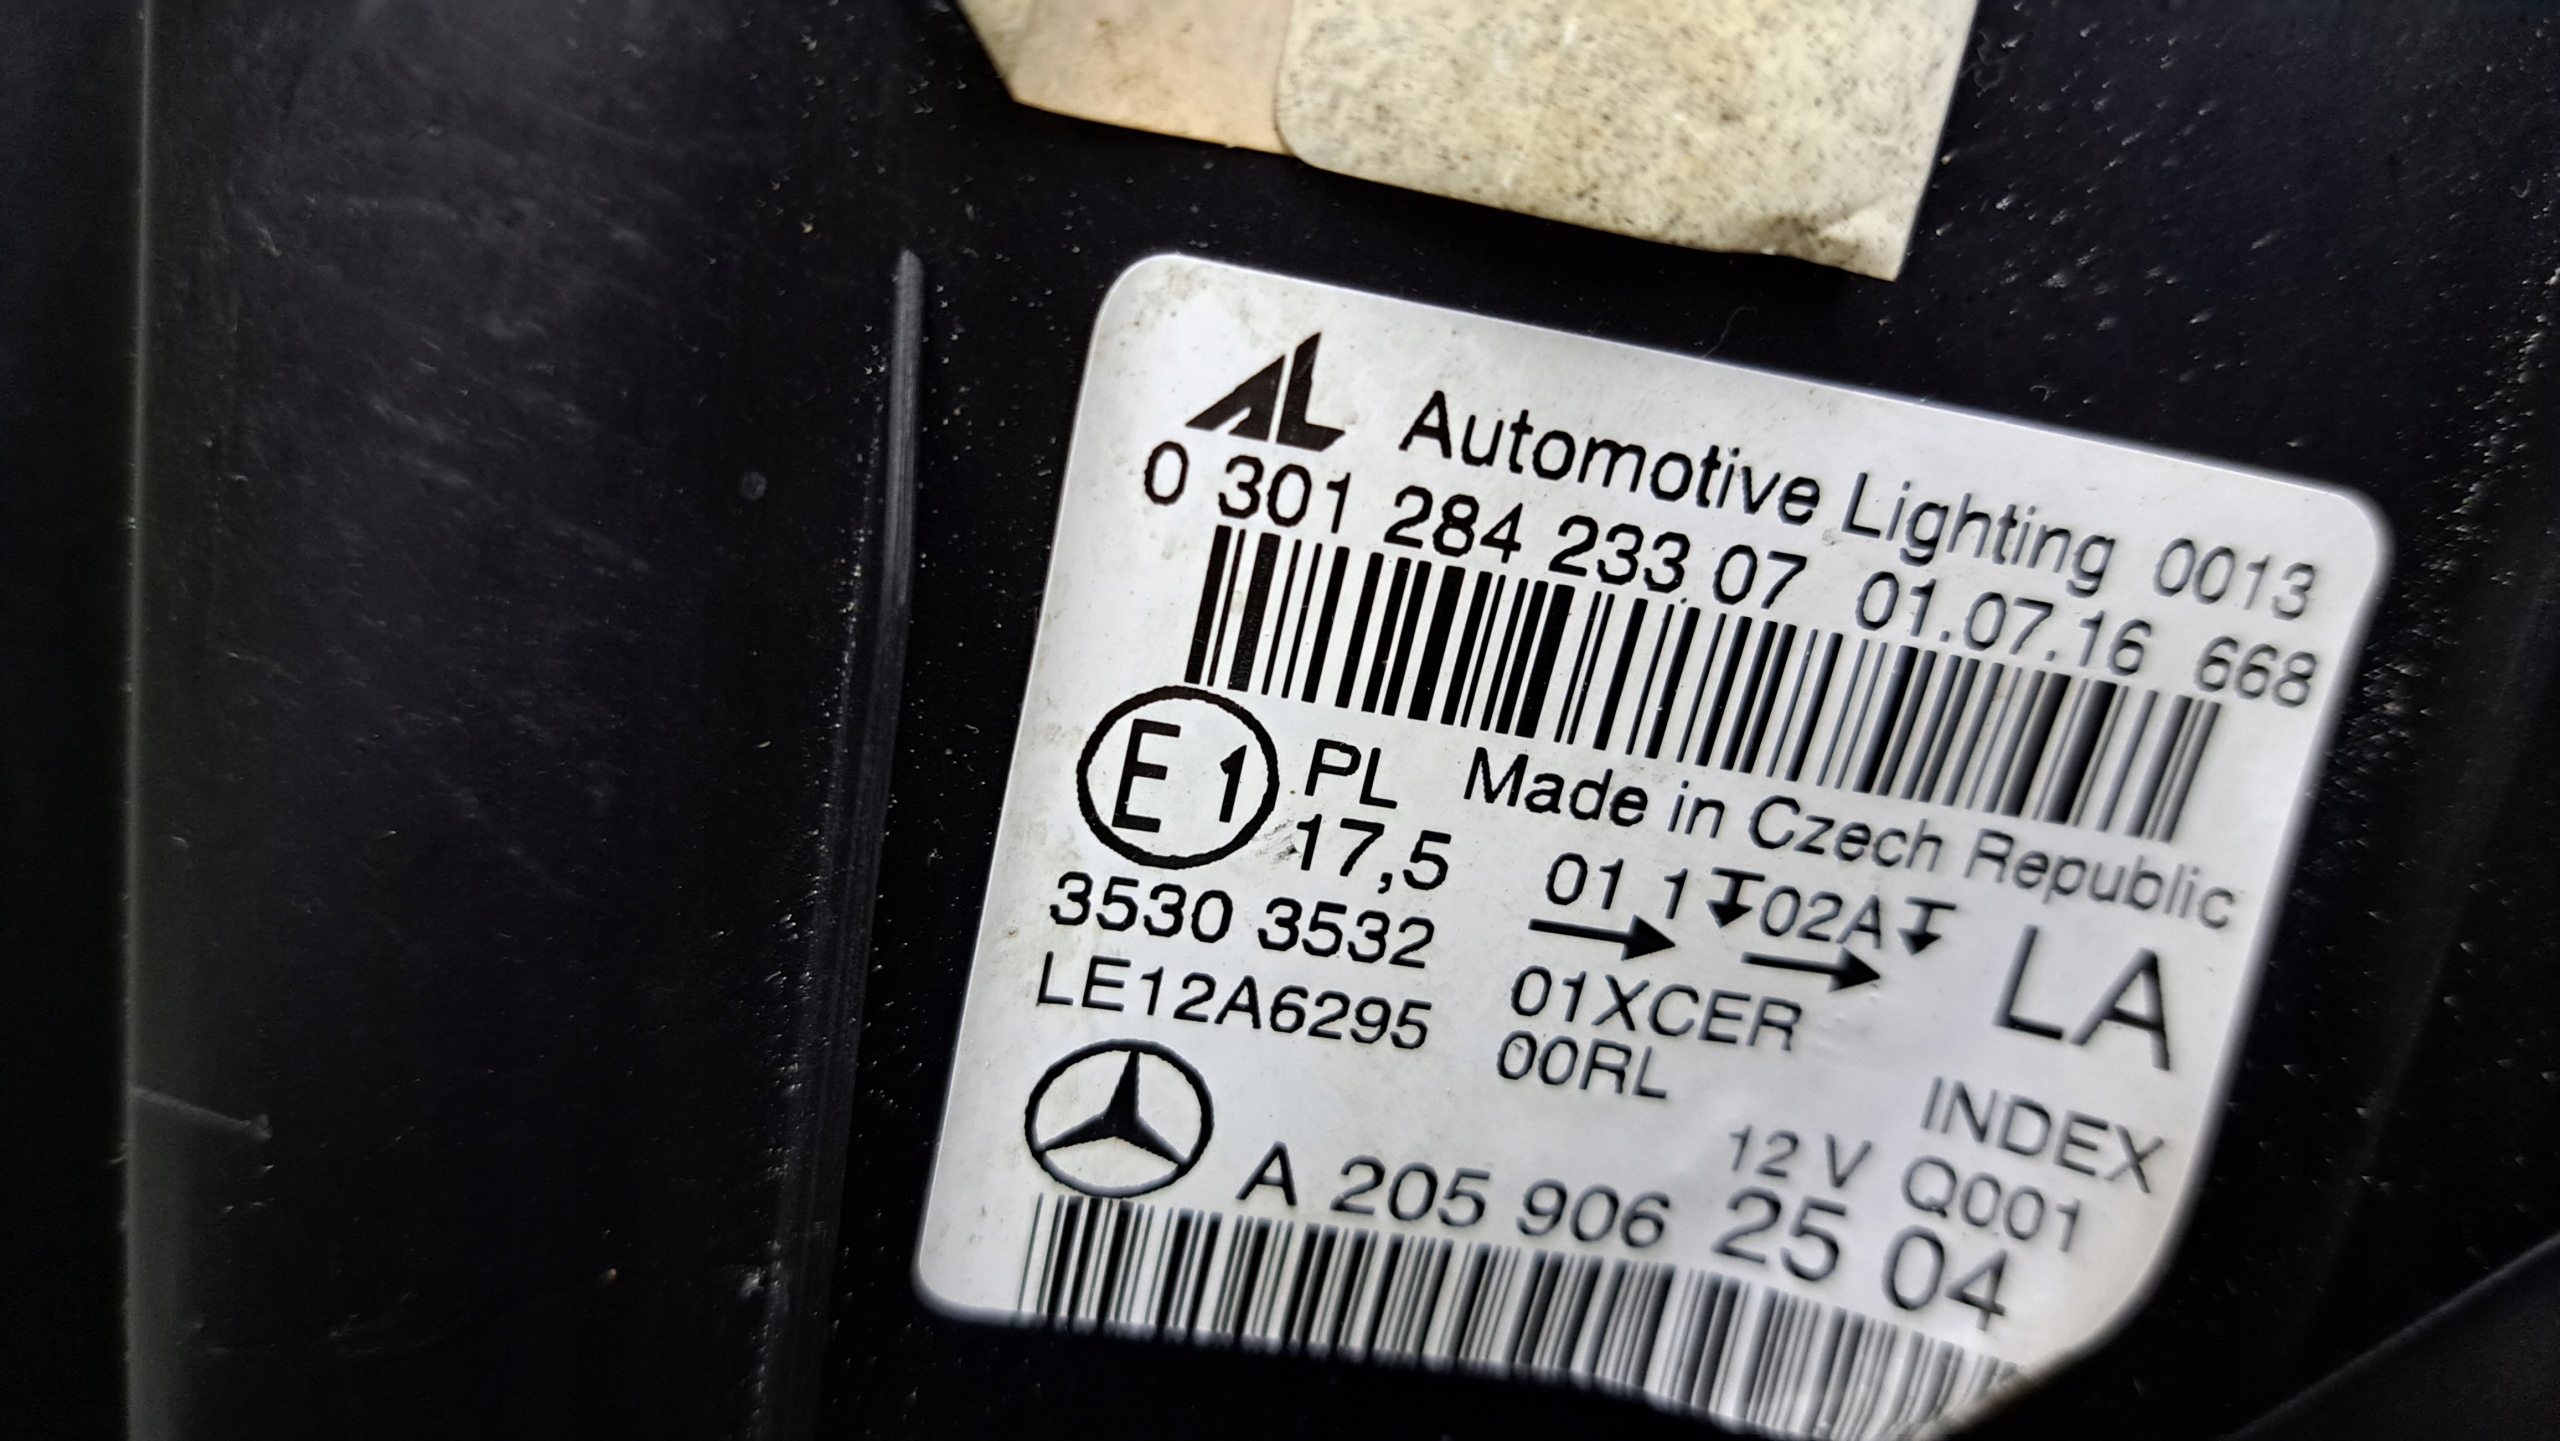 AL Automotive Lighting 0013
0 301 284 233 07 01.07.16 668
E1 PL Made in Czech Republic
17,5 01 1 02A
3530 3532 LA
LE12A6295 01XCER
00RL INDEX
12 V Q001
A 205 906 25 04